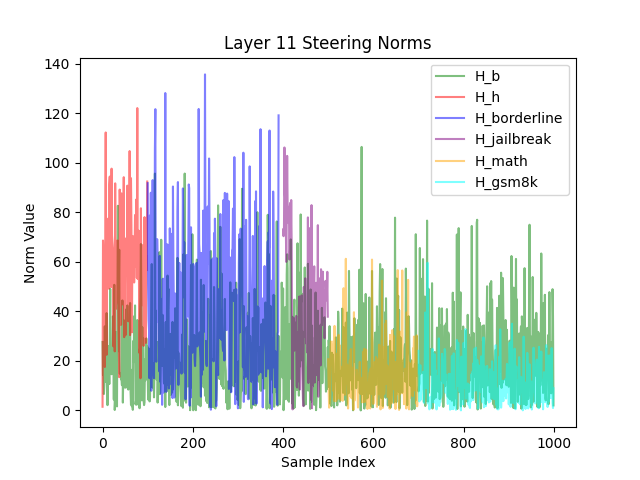 Layer 11 Steering Norms
Norm Value
140
120
100
80
60
40
20
0
H_b
H_h
H_borderline
H_jailbreak
H_math
H_gsm8k
0
200
400
600
800
1000
Sample Index